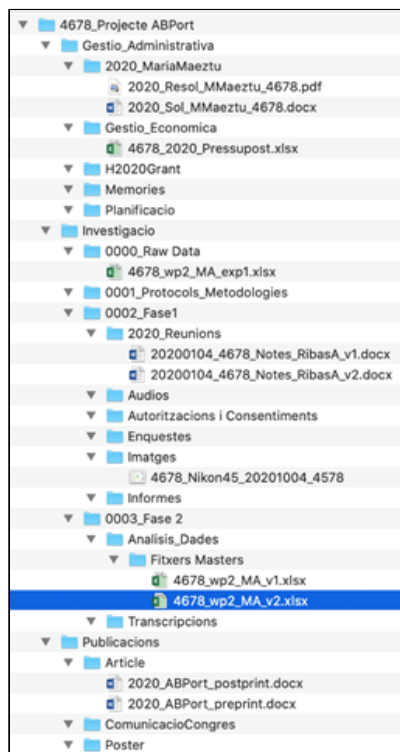 4678_Projecte ABPort
Gestio_Administrativa
2020_MariaMaeztu
2020_Resol_MMaeztu_4678.pdf
2020_Sol_MMaeztu_4678.docx
Gestio_Economica
4678_2020_Pressupost.xlsx
H2020Grant
Memories
Planificacio
Investigacio
0000_Raw Data
4678_wp2_MA_exp1.xlsx
0001_Protocols_Metodologies
0002_Fase1
2020_Reunions
20200104_4678_Notes_RibasA_v1.docx
20200104_4678_Notes_RibasA_v2.docx
Audios
Autoritzacions i Consentiments
Enquestes
Imatges
4678_Nikon45_20201004_4578
Informes
0003_Fase 2
Analisis_Dades
Fitxers Masters
4678_wp2_MA_v1.xlsx
4678_wp2_MA_v2.xlsx
Transcripcions
Publicacions
Article
2020_ABPort_postprint.docx
2020_ABPort_preprint.docx
ComunicacioCongres
Poster